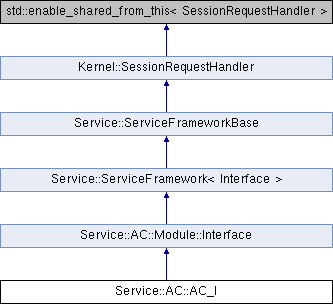 std::enable_shared_from_this< SessionRequestHandler >
Kernel::SessionRequestHandler
Service::ServiceFrameworkBase
Service::ServiceFramework< Interface >
Service::AC::Module::Interface
Service::AC::AC_I